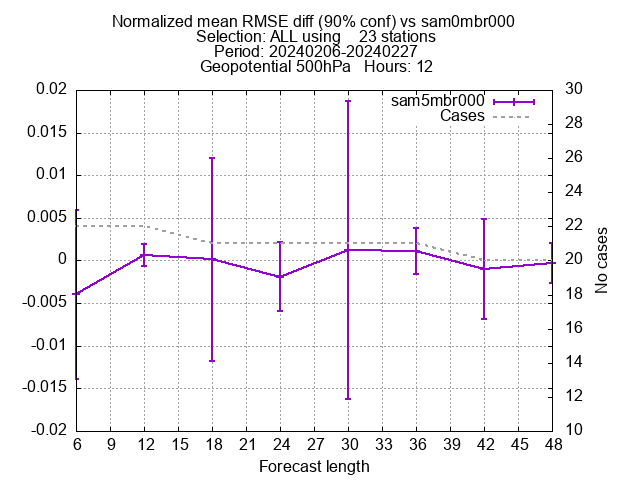 Normalized mean RMSE diff (90% conf) vs sam0mbr000
Selection: ALL using    23 stations
Period: 20240206-20240227
Geopotential 500hPa   Hours: 12
sam5mbr000
Cases
0.02
0.015
0.01
0.005
0
-0.005
-0.01
-0.015
-0.02
30
28
26
24
22
20
18
16
14
12
10
No cases
6 9 12 15 18 21 24 27 30 33 36 39 42 45 48
Forecast length